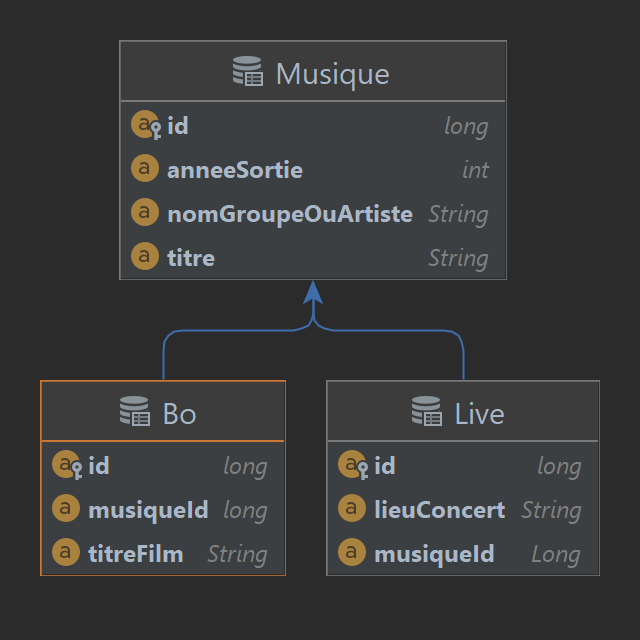 Musique
id long
anneeSortie int
nomGroupeOuArtiste String
titre String
Bo
id long
musiqueId long
titreFilm String
Live
id long
lieuConcert String
musiqueId Long